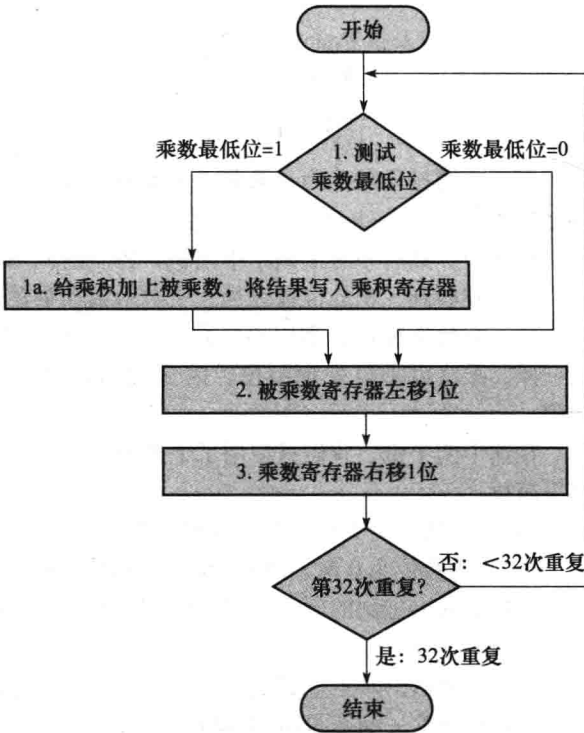 开始
乘数最低位=1
1. 测试
乘数最低位
乘数最低位=0
1a. 给乘积加上被乘数，将结果写入乘积寄存器
2. 被乘数寄存器左移1位
3. 乘数寄存器右移1位
第32次重复?
否：<32次重复
是：32次重复
结束